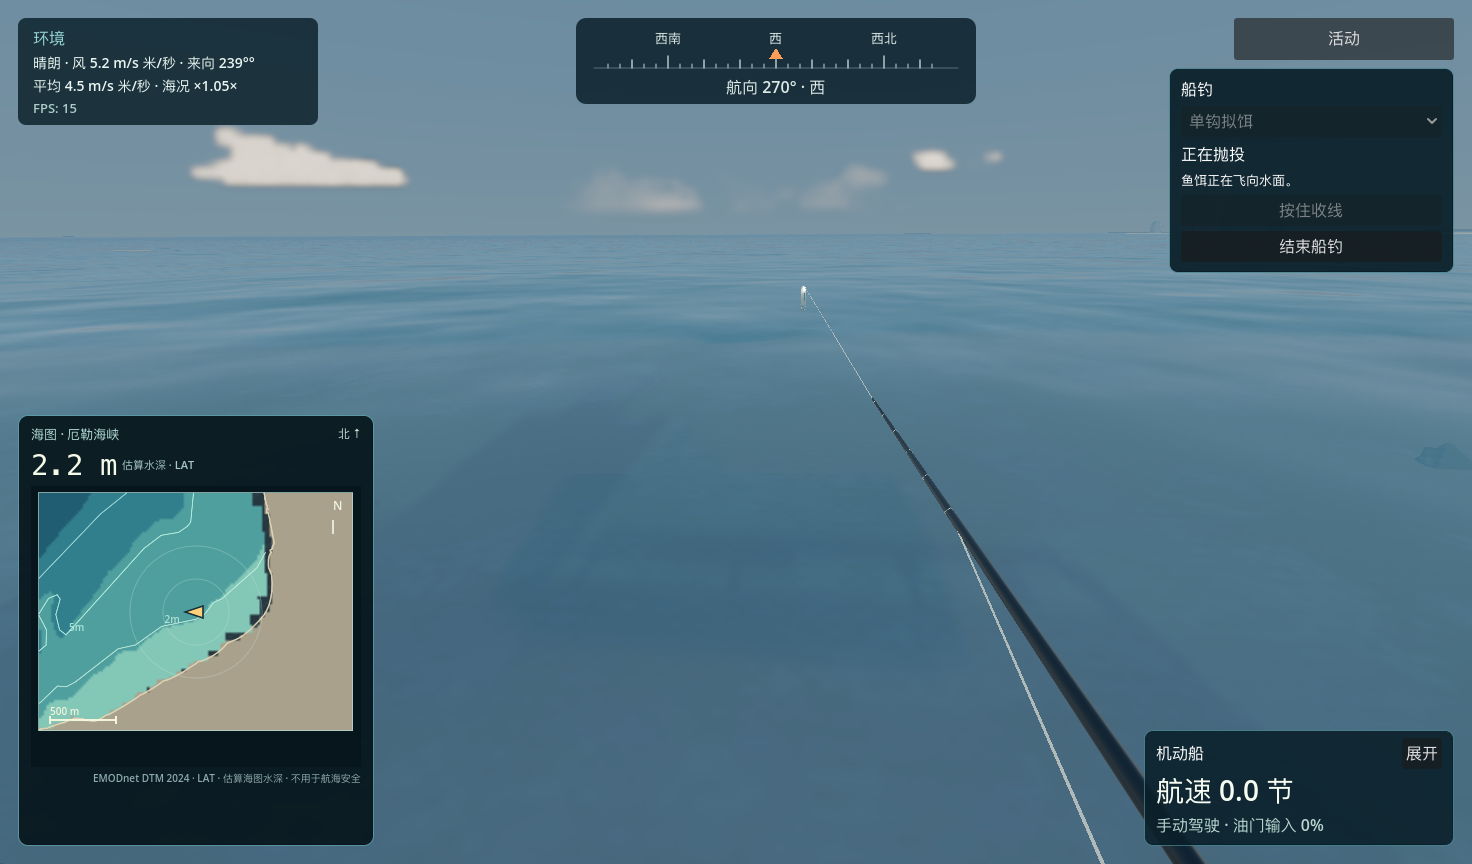 环境
晴朗 · 风 5.2 m/s 米/秒 · 来向 239°°
平均 4.5 m/s 米/秒 · 海况 ×1.05×
FPS: 15
西南 西 西北
航向 270° · 西
活动
船钓
单钩拟饵
正在抛投
鱼饵正在飞向水面。
按住收线
结束船钓
海图 · 厄勒海峡 北 ↑
2.2 m 估算水深 · LAT
N
2m
5m
500 m
EMODnet DTM 2024 · LAT · 估算海图水深 · 不用于航海安全
机动船 展开
航速 0.0 节
手动驾驶 · 油门输入 0%